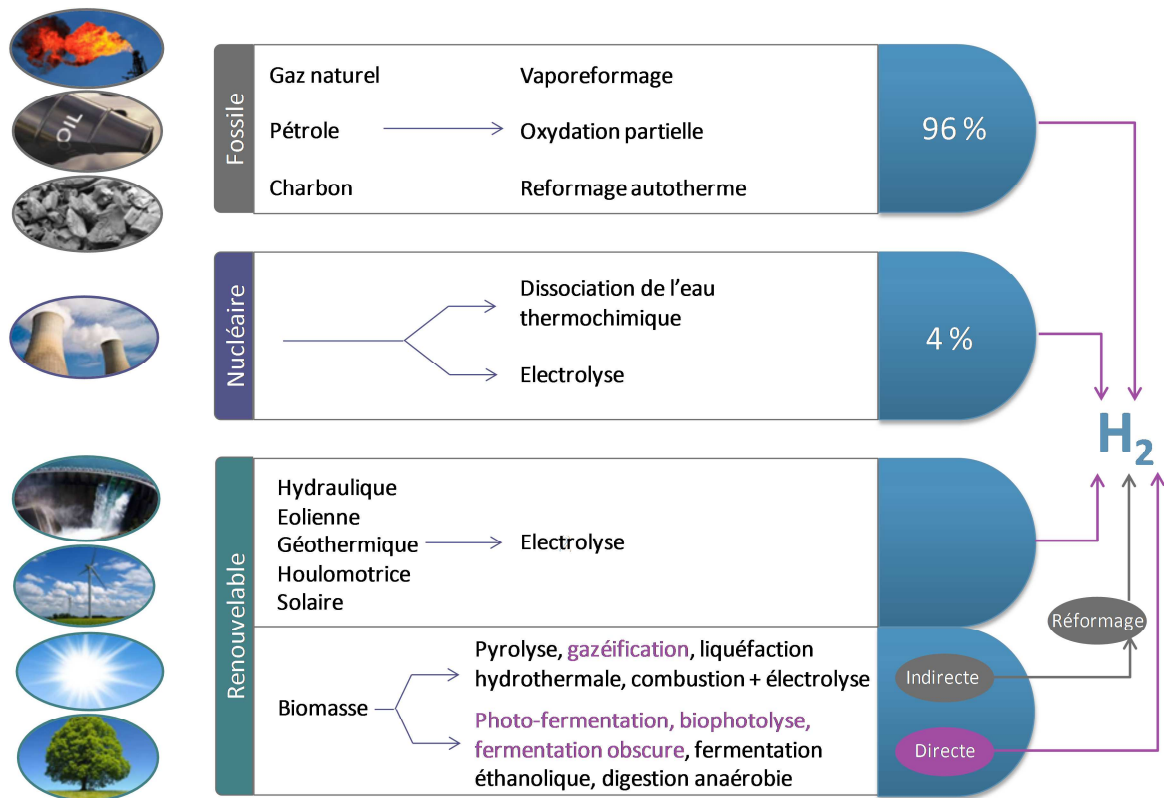 OIL
Fossile
Gaz naturel
Vaporeformage
Pétrole
Oxydation partielle
Charbon
Reformage autotherme
96 %
Nucléaire
Dissociation de l'eau
thermochimique
Electrolyse
4 %
H2
Renouvelable
Hydraulique
Eolienne
Géothermique
Houlomotrice
Solaire
Electrolyse
Réformage
Biomasse
Pyrolyse, gazéification, liquéfaction
hydrothermale, combustion + électrolyse
Indirecte
Photo-fermentation, biophotolyse,
fermentation obscure, fermentation
éthanolique, digestion anaérobie
Directe